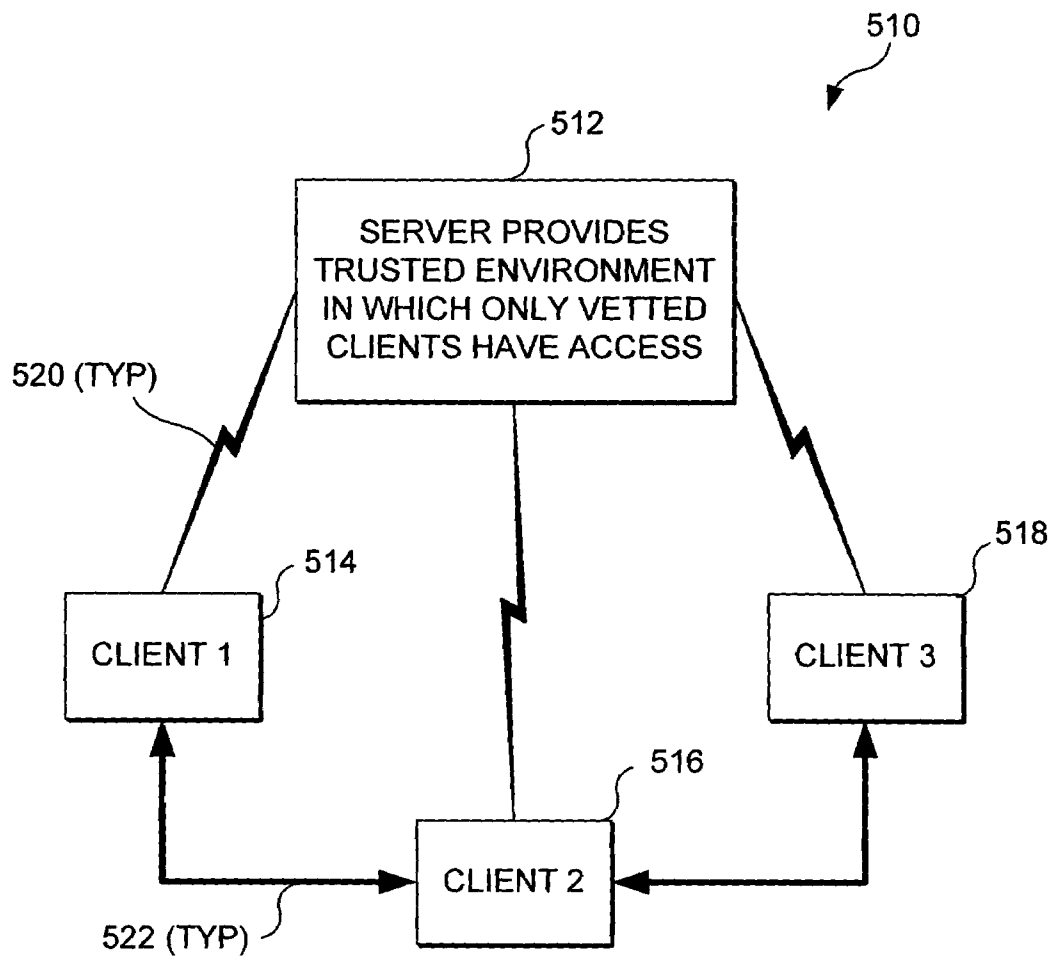 510
512
SERVER PROVIDES
TRUSTED ENVIRONMENT
IN WHICH ONLY VETTED
CLIENTS HAVE ACCESS
520 (TYP)
514
518
CLIENT 1
CLIENT 3
516
CLIENT 2
522 (TYP)